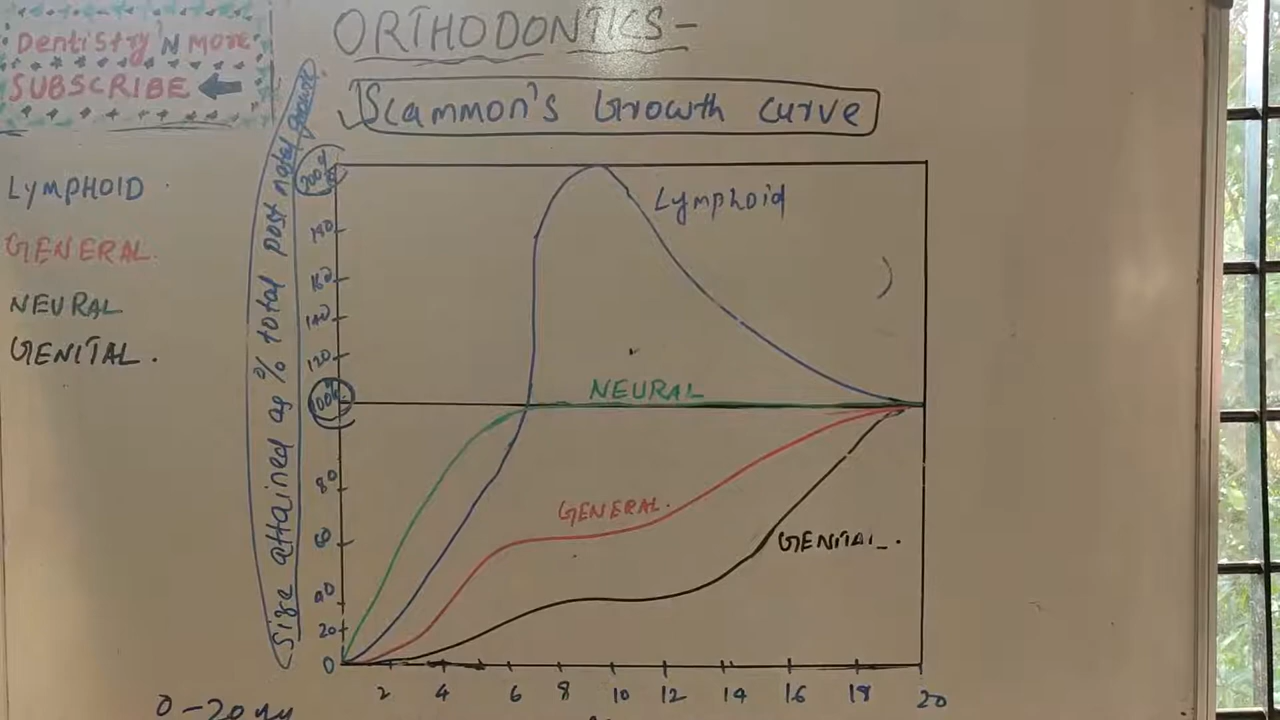 Dentistry'N More
SUBSCRIBE
ORTHODONTICS-
Scammon's Growth curve
LYMPHOID
GENERAL.
NEURAL
GENITAL.
Size attained as % total post natal growth
Lymphoid
NEURAL
GENERAL.
GENITAL.
200%
180
160
140
120
100%
80
60
40
20
0
2 4 6 8 10 12 14 16 18 20